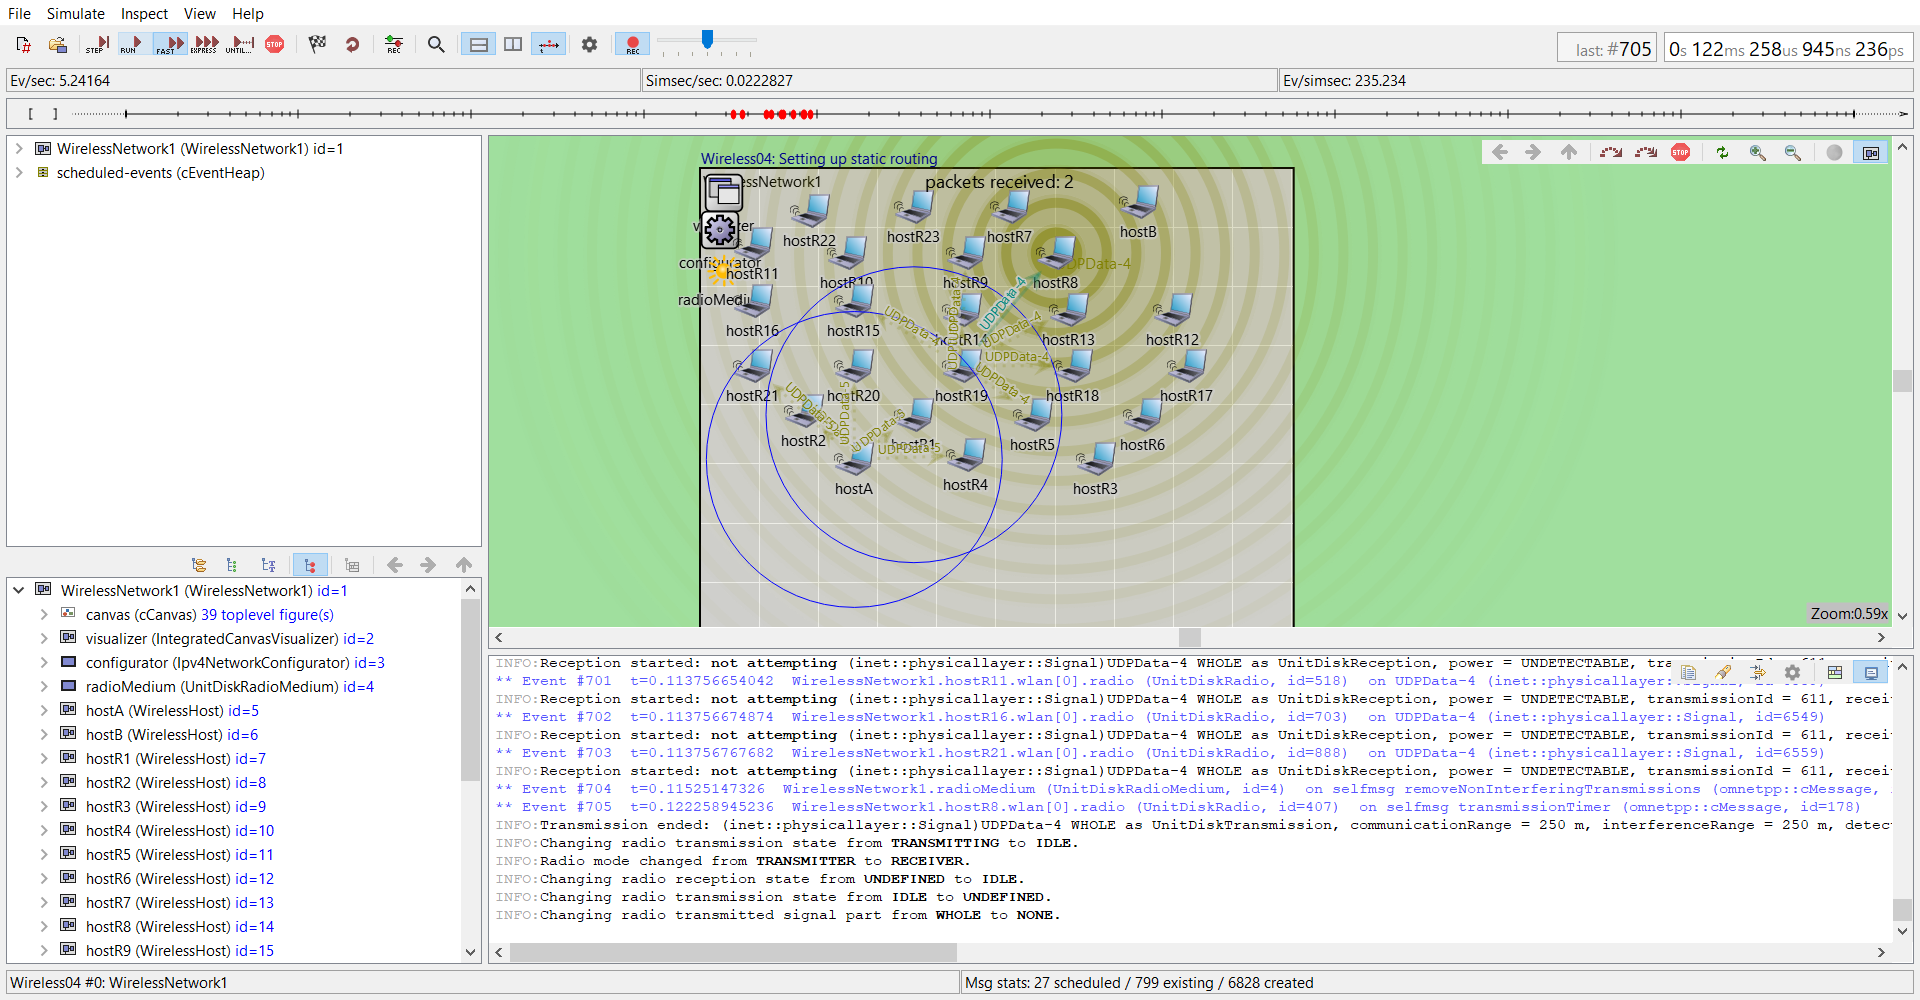 File Simulate Inspect View Help
STEP RUN FAST EXPRESS UNTIL... STOP REC REC
last: #705 0s 122ms 258us 945ns 236ps
Ev/sec: 5.24164 Simsec/sec: 0.0222827 Ev/simsec: 235.234
[ ]
WirelessNetwork1 (WirelessNetwork1) id=1
scheduled-events (cEventHeap)
WirelessNetwork1 (WirelessNetwork1) id=1
canvas (cCanvas) 39 toplevel figure(s)
visualizer (IntegratedCanvasVisualizer) id=2
configurator (Ipv4NetworkConfigurator) id=3
radioMedium (UnitDiskRadioMedium) id=4
hostA (WirelessHost) id=5
hostB (WirelessHost) id=6
hostR1 (WirelessHost) id=7
hostR2 (WirelessHost) id=8
hostR3 (WirelessHost) id=9
hostR4 (WirelessHost) id=10
hostR5 (WirelessHost) id=11
hostR6 (WirelessHost) id=12
hostR7 (WirelessHost) id=13
hostR8 (WirelessHost) id=14
hostR9 (WirelessHost) id=15
Wireless04: Setting up static routing
STOP
essNetwork1 packets received: 2
hostR22 hostR23 hostR7 hostB
configurator hostR11 hostR10 hostR9 hostR8 UDPData-4
radioMediu
hostR16 hostR15 R14 hostR13 hostR12
UDPData-4 UDPData-4 UDPData-4 UDPData-4
UDPData-4 UDPData-4
hostR21 hostR20 hostR19 hostR18 hostR17
UDPData-5 UDPData-5 UDPData-5
hostR2 hostR1 hostR5 hostR6
UDPData-5
hostA hostR4 hostR3
Zoom:0.59x
INFO:Reception started: not attempting (inet::physicallayer::Signal)UDPData-4 WHOLE as UnitDiskReception, power = UNDETECTABLE, tra
** Event #701 t=0.113756654042 WirelessNetwork1.hostR11.wlan[0].radio (UnitDiskRadio, id=518) on UDPData-4 (inet::physicallayer::Signal,
INFO:Reception started: not attempting (inet::physicallayer::Signal)UDPData-4 WHOLE as UnitDiskReception, power = UNDETECTABLE, transmissionId = 611, recei
** Event #702 t=0.113756674874 WirelessNetwork1.hostR16.wlan[0].radio (UnitDiskRadio, id=703) on UDPData-4 (inet::physicallayer::Signal, id=6549)
INFO:Reception started: not attempting (inet::physicallayer::Signal)UDPData-4 WHOLE as UnitDiskReception, power = UNDETECTABLE, transmissionId = 611, recei
** Event #703 t=0.113756767682 WirelessNetwork1.hostR21.wlan[0].radio (UnitDiskRadio, id=888) on UDPData-4 (inet::physicallayer::Signal, id=6559)
INFO:Reception started: not attempting (inet::physicallayer::Signal)UDPData-4 WHOLE as UnitDiskReception, power = UNDETECTABLE, transmissionId = 611, recei
** Event #704 t=0.11525147326 WirelessNetwork1.radioMedium (UnitDiskRadioMedium, id=4) on selfmsg removeNonInterferingTransmissions (omnetpp::cMessage,
** Event #705 t=0.122258945236 WirelessNetwork1.hostR8.wlan[0].radio (UnitDiskRadio, id=407) on selfmsg transmissionTimer (omnetpp::cMessage, id=178)
INFO:Transmission ended: (inet::physicallayer::Signal)UDPData-4 WHOLE as UnitDiskTransmission, communicationRange = 250 m, interferenceRange = 250 m, detec
INFO:Changing radio transmission state from TRANSMITTING to IDLE.
INFO:Radio mode changed from TRANSMITTER to RECEIVER.
INFO:Changing radio reception state from UNDEFINED to IDLE.
INFO:Changing radio transmission state from IDLE to UNDEFINED.
INFO:Changing radio transmitted signal part from WHOLE to NONE.
Wireless04 #0: WirelessNetwork1 Msg stats: 27 scheduled / 799 existing / 6828 created